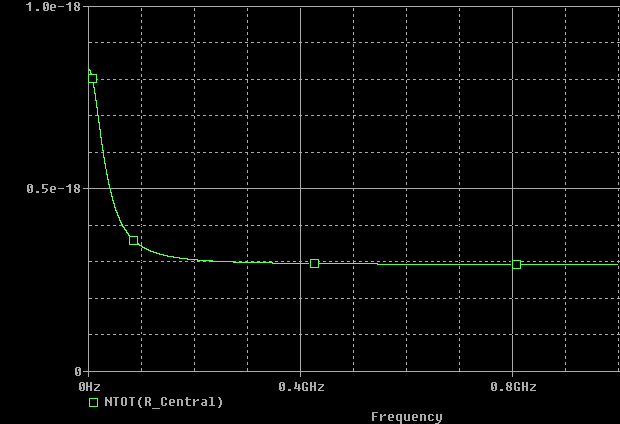 1.0e-18
0.5e-18
0
0Hz 0.4GHz 0.8GHz
NTOT(R_Central)
Frequency